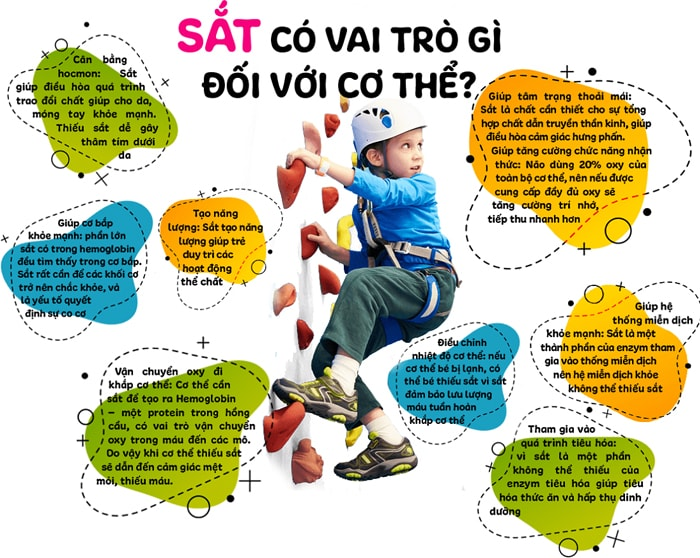 SẮT CÓ VAI TRÒ GÌ
ĐỐI VỚI CƠ THỂ?
Cân bằng
hocmon: Sắt
giúp điều hòa quá trình
trao đổi chất giúp cho da,
móng tay khỏe mạnh.
Thiếu sắt dễ gây
thâm tím dưới
da
Giúp tâm trạng thoải mái:
Sắt là chất cần thiết cho sự tổng
hợp chất dẫn truyền thần kinh, giúp
điều hòa cảm giác hưng phấn.
Giúp tăng cường chức năng nhận
thức: Não dùng 20% oxy của
toàn bộ cơ thể, nên nếu được
cung cấp đầy đủ oxy sẽ
tăng cường trí nhớ,
tiếp thu nhanh hơn
Giúp cơ bắp
khỏe mạnh: phần lớn
sắt có trong hemoglobin
đều tìm thấy trong cơ bắp.
Sắt rất cần để các khối cơ
trở nên chắc khỏe, và
là yếu tố quyết
định sự co cơ
Tạo năng
lượng: Sắt tạo năng
lượng giúp trẻ
duy trì các
hoạt động
thể chất
Giúp hệ
thống miễn dịch
khỏe mạnh: Sắt là một
thành phần của enzym tham
gia vào thống miễn dịch
nên hệ miễn dịch khỏe
không thể thiếu sắt
Điều chỉnh
nhiệt độ cơ thể: nếu
cơ thể bé bị lạnh, có
thể bé thiếu sắt vì sắt
đảm bảo lưu lượng
máu tuần hoàn
khắp cơ thể
Vận chuyển oxy đi
khắp cơ thể: Cơ thể cần
sắt để tạo ra Hemoglobin
– một protein trong hồng
cầu, có vai trò vận chuyển
oxy trong máu đến các mô.
Do vậy khi cơ thể thiếu sắt
sẽ dẫn đến cảm giác mệt
mỏi, thiếu máu.
Tham gia vào
quá trình tiêu hóa:
vì sắt là một phần
không thể thiếu của
enzym tiêu hóa giúp tiêu
hóa thức ăn và hấp thụ dinh
dưỡng